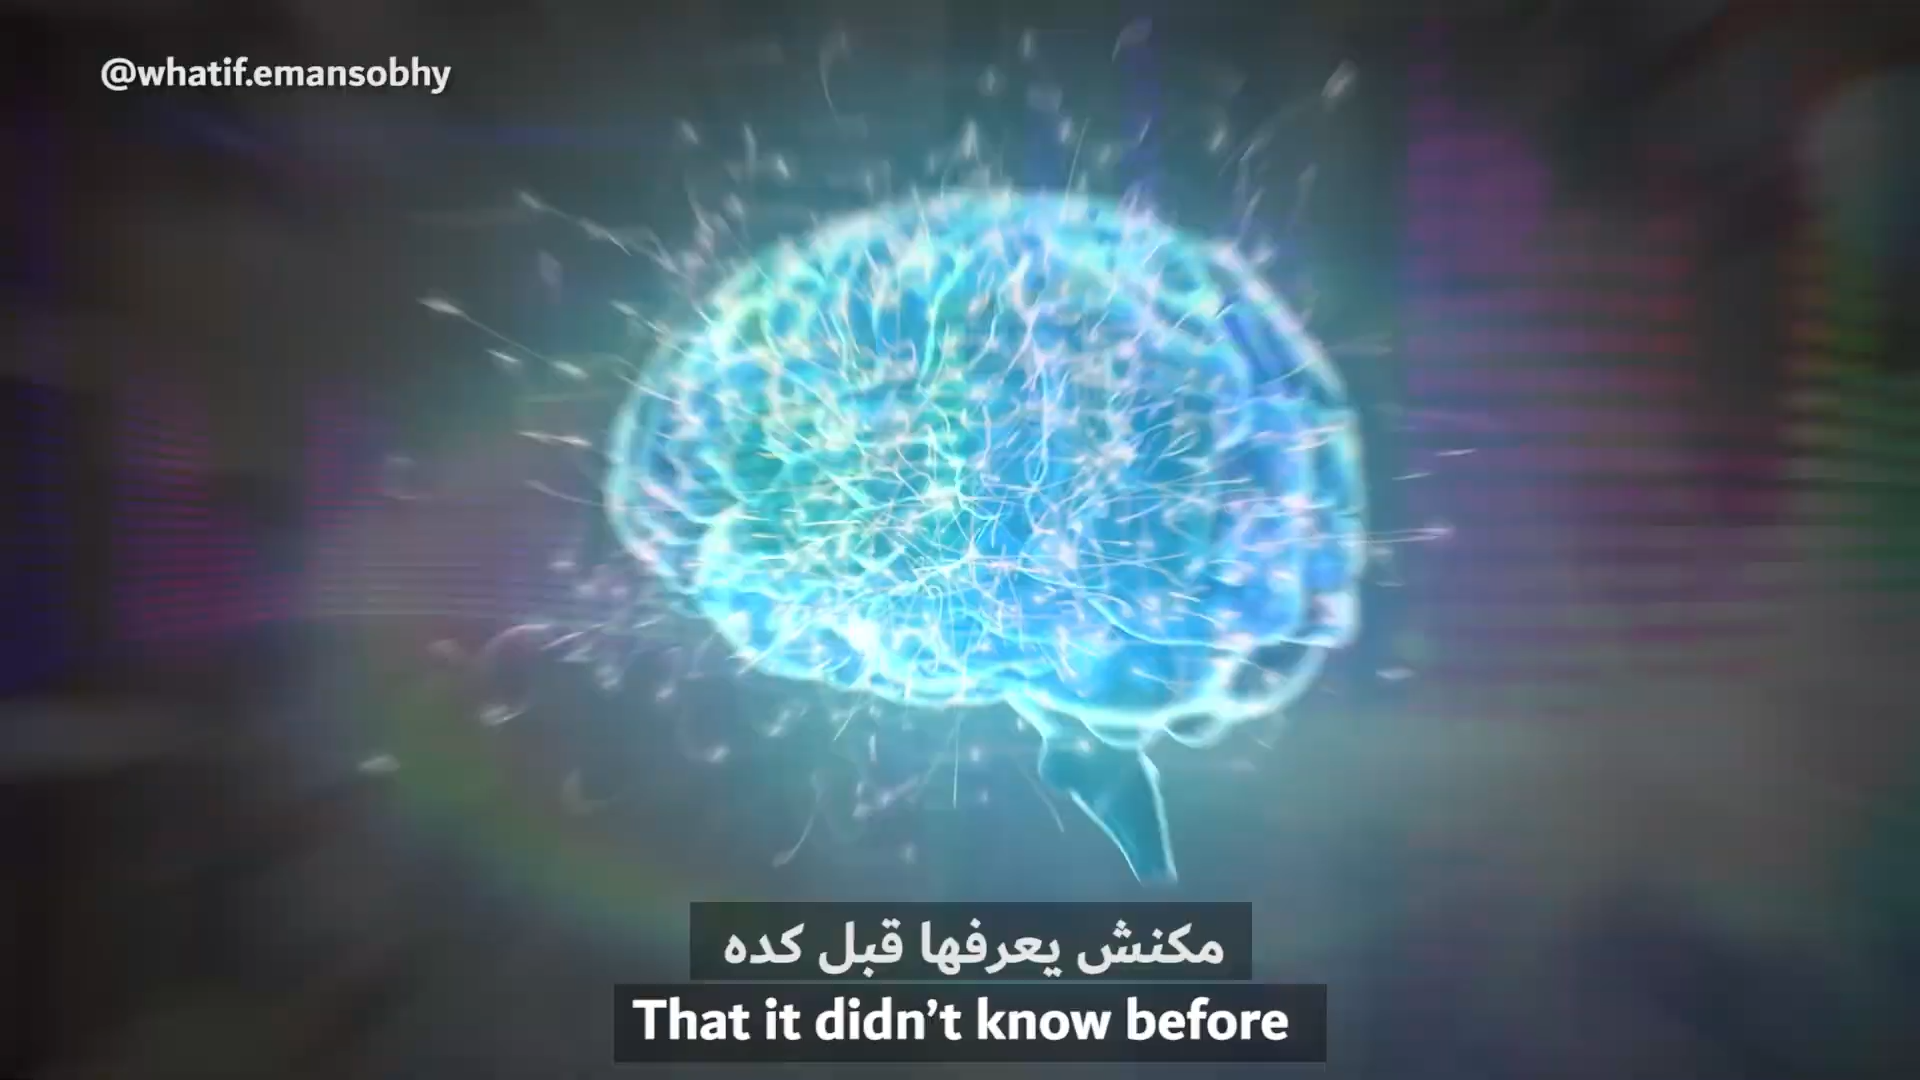 @whatif.emansobhy
مكنش يعرفها قبل كده
That it didn't know before